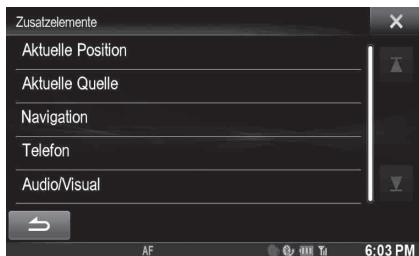 Zusatzelemente
Aktuelle Position
Aktuelle Quelle
Navigation
Telefon
Audio/Visual
AF
6:03 PM